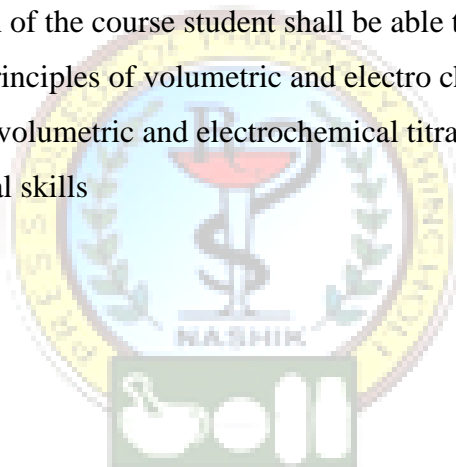 of the course student shall be able t
rinciples of volumetric and electro c
volumetric and electrochemical titra
al skills
NASHIK